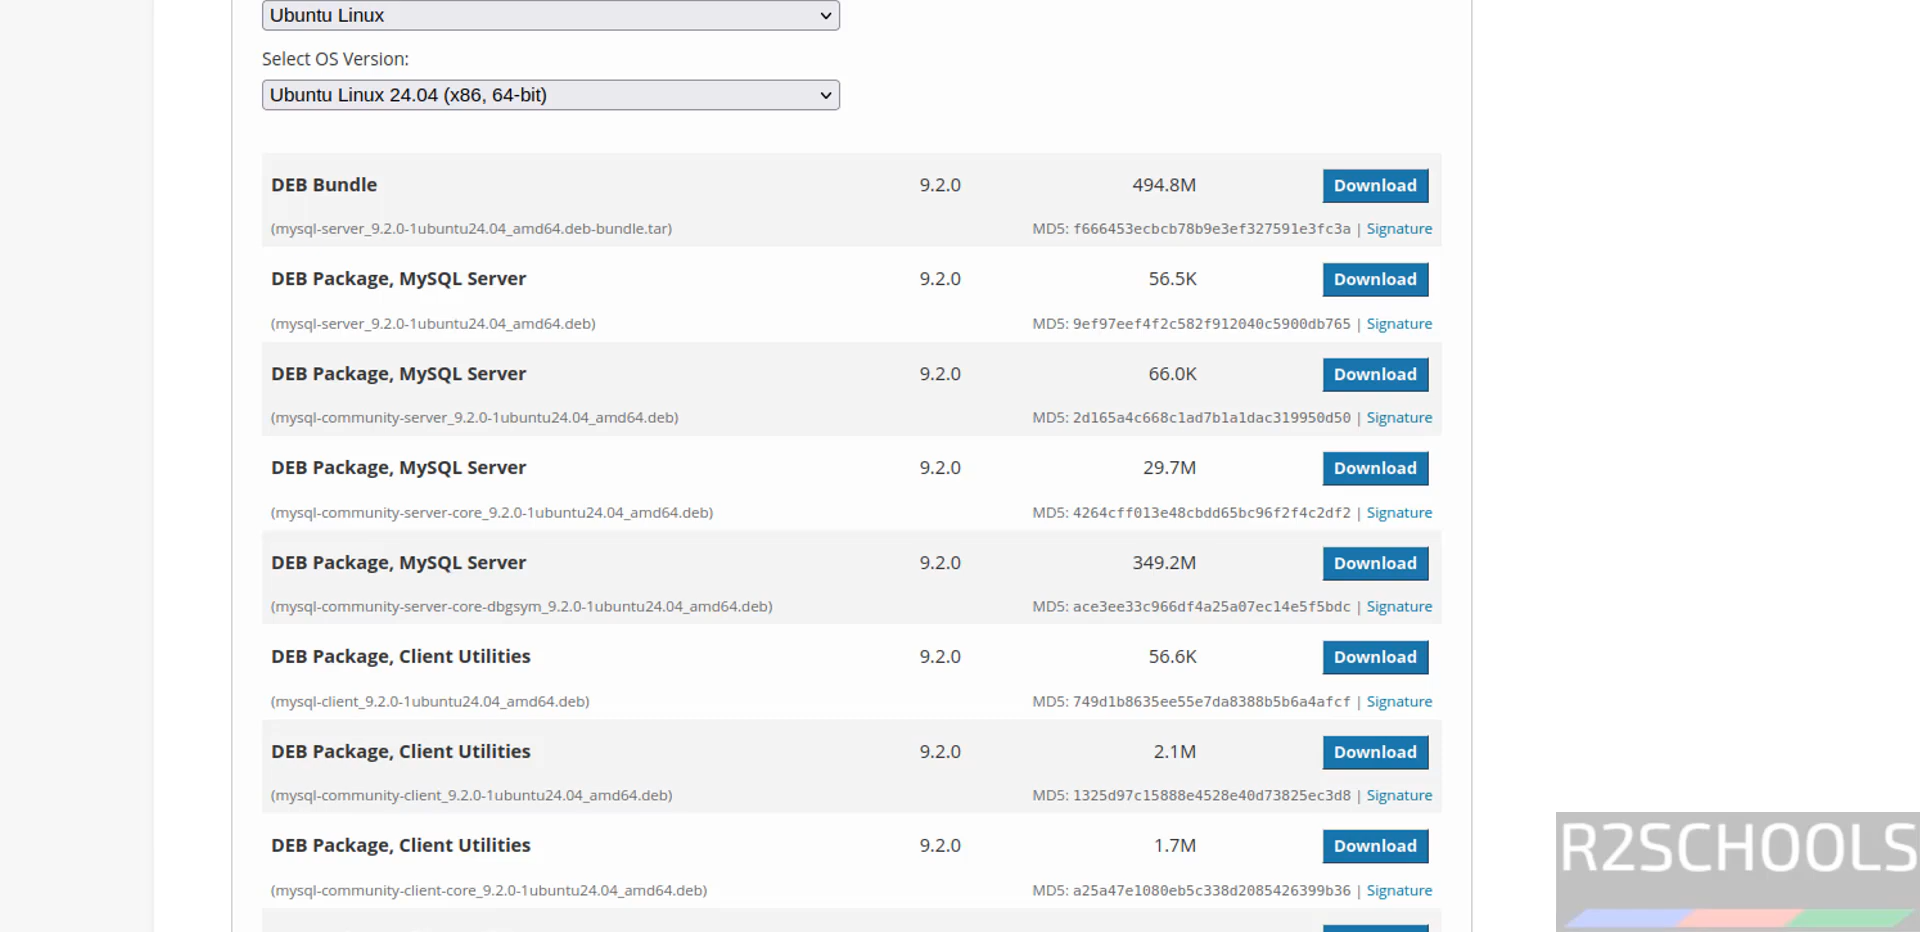 Ubuntu Linux
Select OS Version:
Ubuntu Linux 24.04 (x86, 64-bit)
DEB Bundle 9.2.0 494.8M Download
(mysql-server_9.2.0-1ubuntu24.04_amd64.deb-bundle.tar) MD5: f666453ecbcb78b9e3ef327591e3fc3a | Signature
DEB Package, MySQL Server 9.2.0 56.5K Download
(mysql-server_9.2.0-1ubuntu24.04_amd64.deb) MD5: 9ef97eef4f2c582f912040c5900db765 | Signature
DEB Package, MySQL Server 9.2.0 66.0K Download
(mysql-community-server_9.2.0-1ubuntu24.04_amd64.deb) MD5: 2d165a4c668c1ad7b1a1dac319950d50 | Signature
DEB Package, MySQL Server 9.2.0 29.7M Download
(mysql-community-server-core_9.2.0-1ubuntu24.04_amd64.deb) MD5: 4264cff013e48cbdd65bc96f2f4c2df2 | Signature
DEB Package, MySQL Server 9.2.0 349.2M Download
(mysql-community-server-core-dbgsym_9.2.0-1ubuntu24.04_amd64.deb) MD5: ace3ee33c966df4a25a07ec14e5f5bdc | Signature
DEB Package, Client Utilities 9.2.0 56.6K Download
(mysql-client_9.2.0-1ubuntu24.04_amd64.deb) MD5: 749d1b8635ee55e7da8388b5b6a4afcf | Signature
DEB Package, Client Utilities 9.2.0 2.1M Download
(mysql-community-client_9.2.0-1ubuntu24.04_amd64.deb) MD5: 1325d97c15888e4528e40d73825ec3d8 | Signature
DEB Package, Client Utilities 9.2.0 1.7M Download
(mysql-community-client-core_9.2.0-1ubuntu24.04_amd64.deb) MD5: a25a47e1080eb5c338d2085426399b36 | Signature
R2SCHOOLS